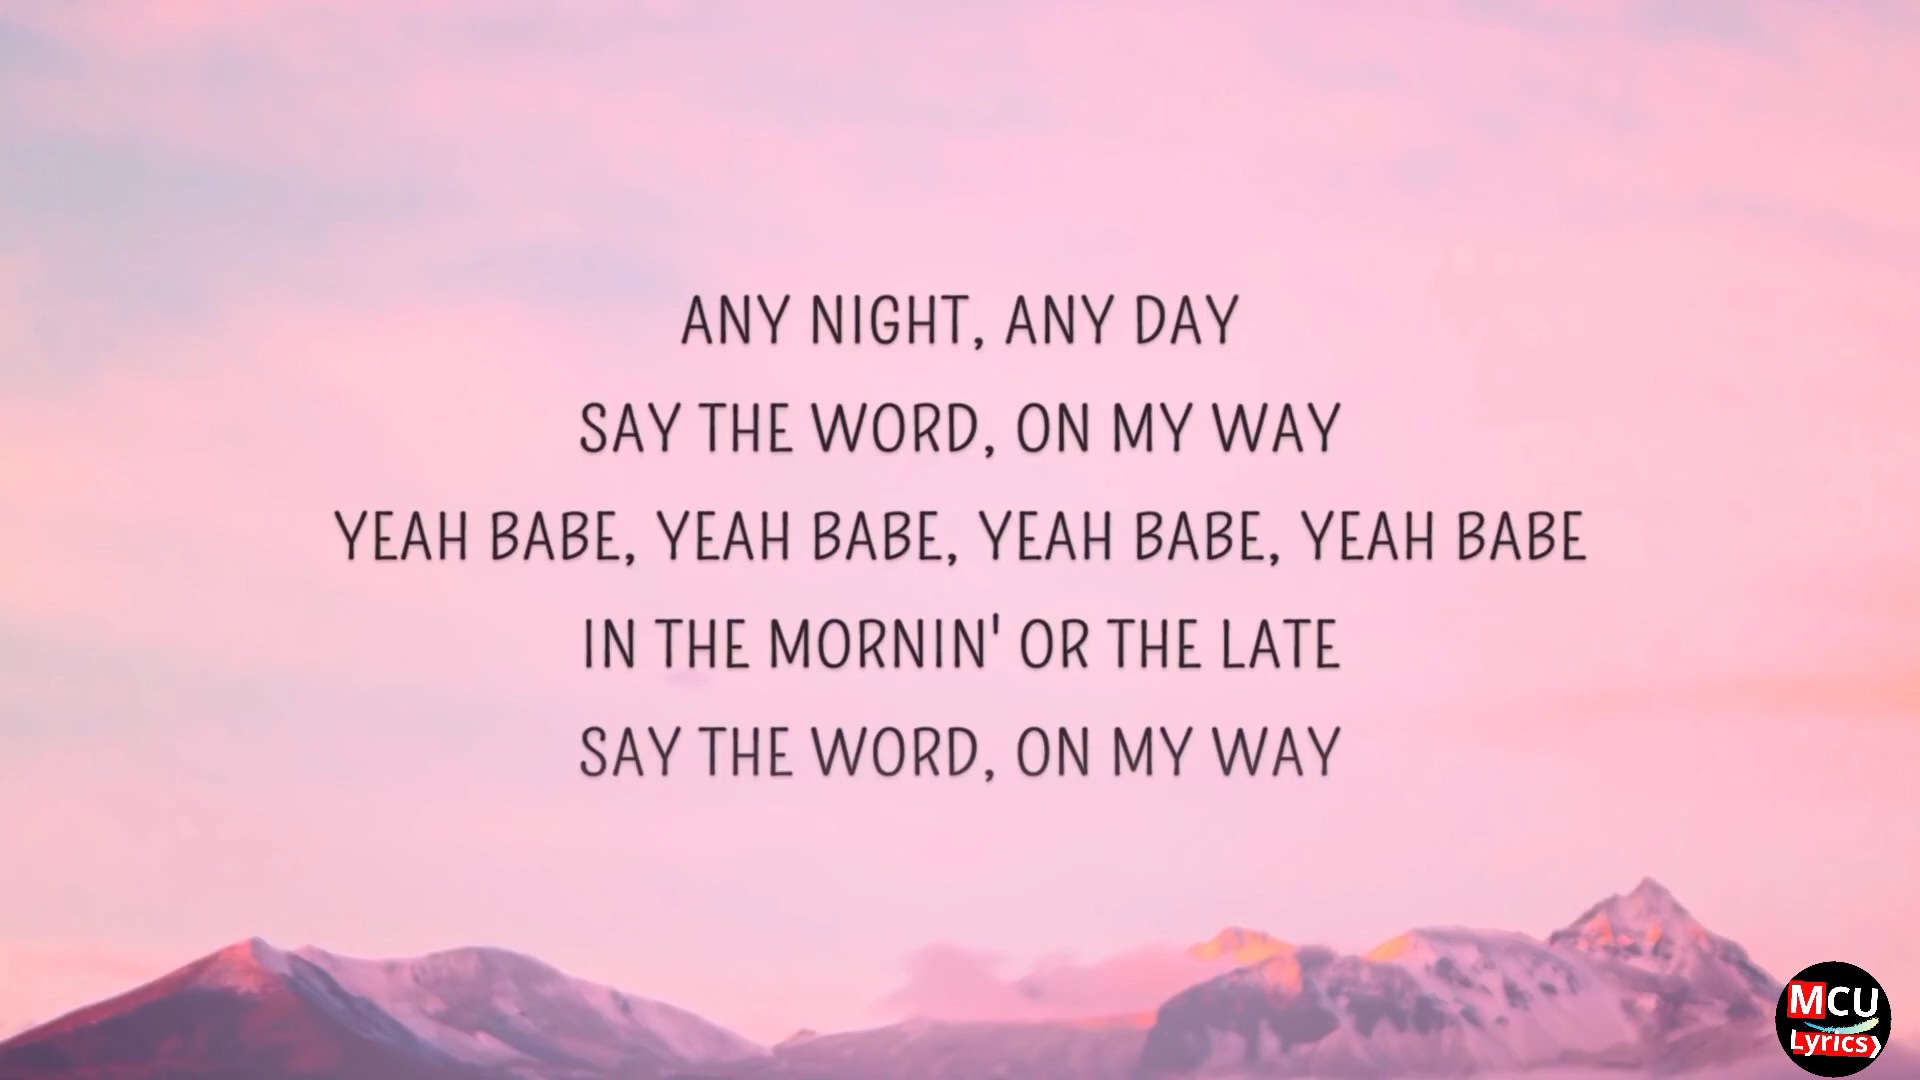 ANY NIGHT, ANY DAY
SAY THE WORD, ON MY WAY
YEAH BABE, YEAH BABE, YEAH BABE, YEAH BABE
IN THE MORNIN' OR THE LATE
SAY THE WORD, ON MY WAY
MCU
Lyrics